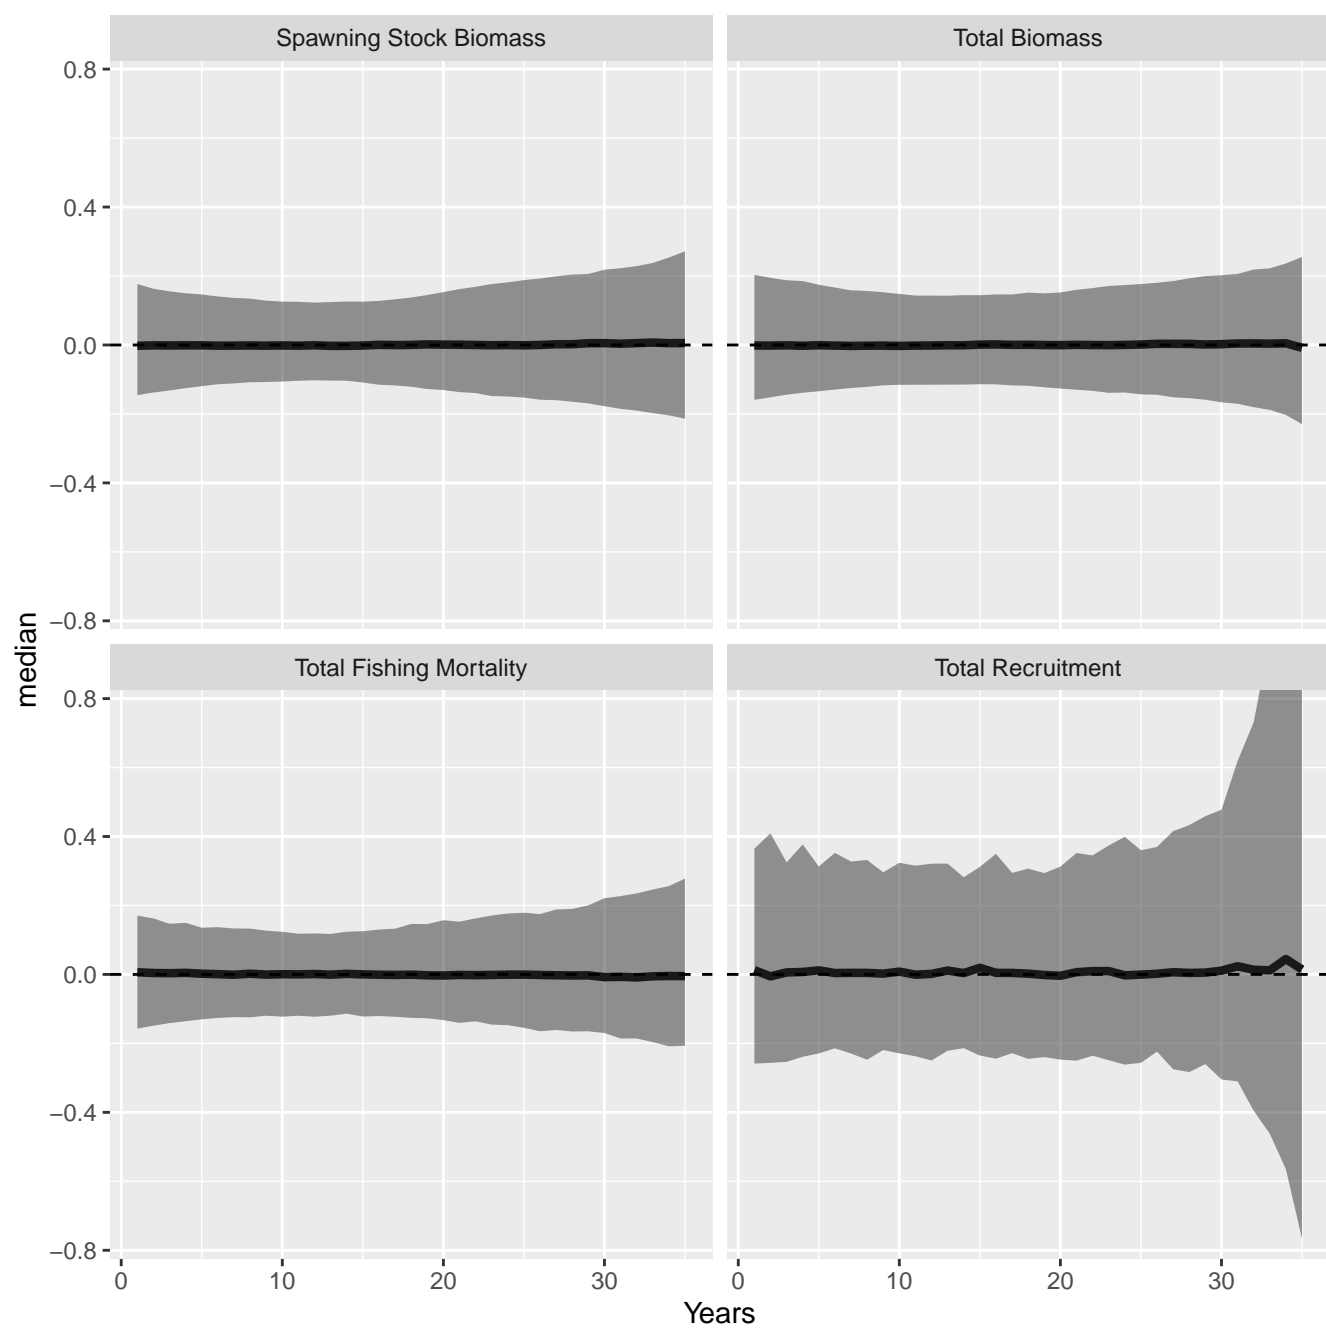 Spawning Stock Biomass
Total Biomass
0.8
0.4
0.0
−0.4
−0.8
median
Total Fishing Mortality
Total Recruitment
0.8
0.4
0.0
−0.4
−0.8
0 10 20 30
0 10 20 30
Years